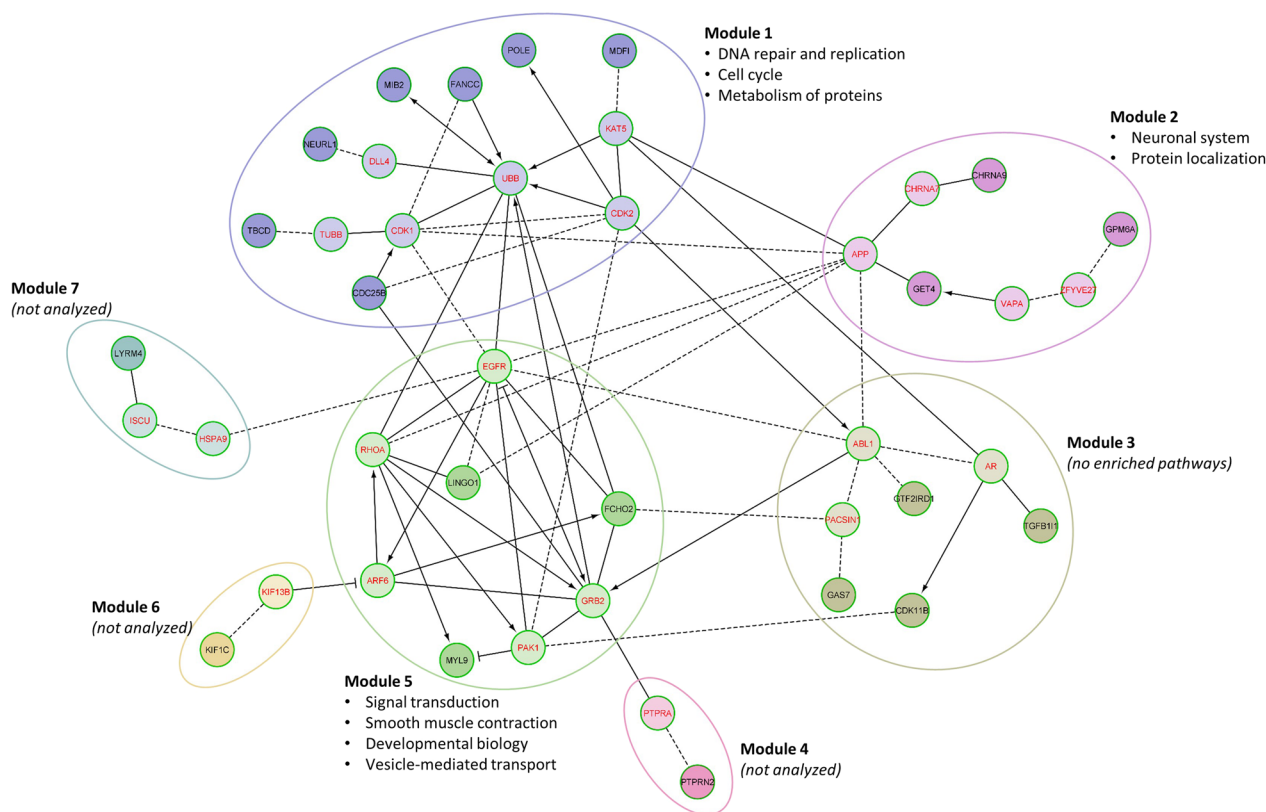 Module 1
• DNA repair and replication
• Cell cycle
• Metabolism of proteins
POLE
MDFI
MIB2
FANCC
KAT5
NEURL1
DLL4
UBB
CDK2
TBCD
TUBB
CDK1
CDC25B
Module 2
• Neuronal system
• Protein localization
CHRNA7
CHRNA9
GPM6A
APP
GET4
VAPA
ZFYVE27
Module 7
(not analyzed)
LYRM4
ISCU
HSPA9
EGFR
RHOA
LINGO1
FCHO2
ARF6
GRB2
PAK1
MYL9
Module 3
(no enriched pathways)
ABL1
AR
GTF2IRD1
PACSIN1
TGFB1I1
GAS7
CDK11B
Module 6
(not analyzed)
KIF13B
KIF1C
Module 5
• Signal transduction
• Smooth muscle contraction
• Developmental biology
• Vesicle-mediated transport
PTPRA
PTPRN2
Module 4
(not analyzed)